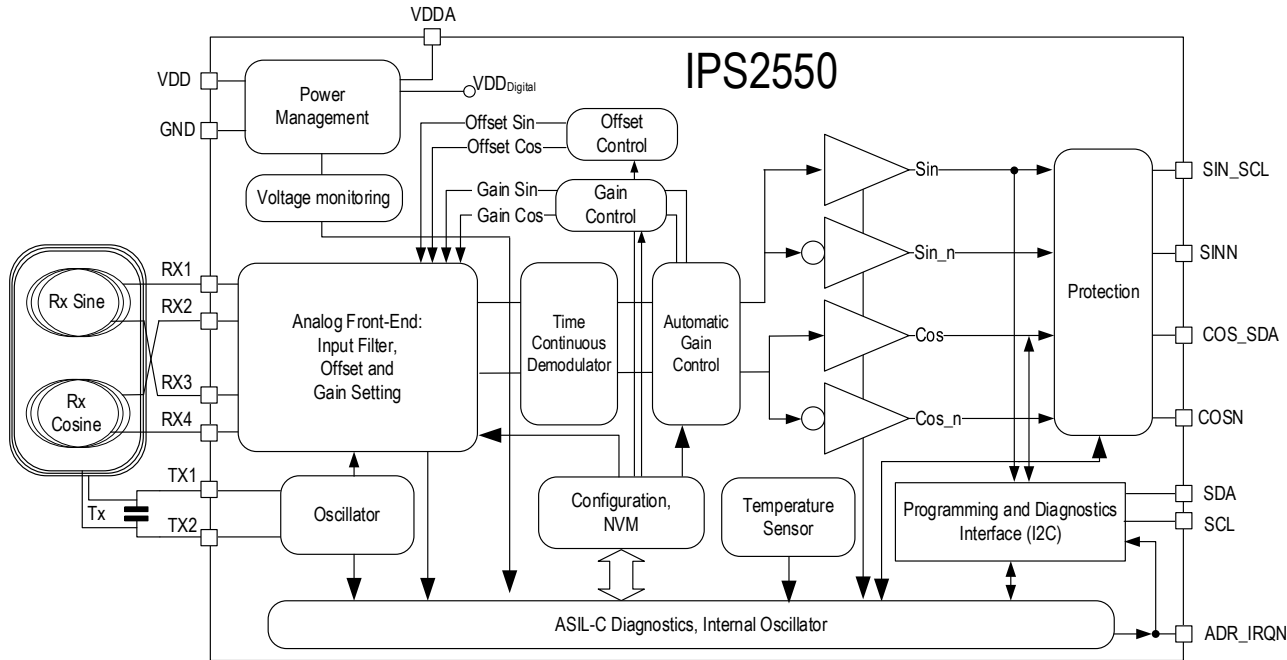 VDDA
IPS2550
VDD
Power
Management
VDDDigital
GND
Offset Sin
Offset Cos
Offset
Control
Voltage monitoring
Gain Sin
Gain Cos
Gain
Control
Sin
SIN_SCL
Sin_n
SINN
Protection
RX1
Rx Sine
RX2
Analog Front-End:
Input Filter,
Offset and
Gain Setting
Time
Continuous
Demodulator
Automatic
Gain
Control
Cos
COS_SDA
RX3
Rx
Cosine
RX4
Cos_n
COSN
TX1
Tx
TX2
Oscillator
Configuration,
NVM
Temperature
Sensor
Programming and Diagnostics
Interface (I2C)
SDA
SCL
ASIL-C Diagnostics, Internal Oscillator
ADR_IRQN